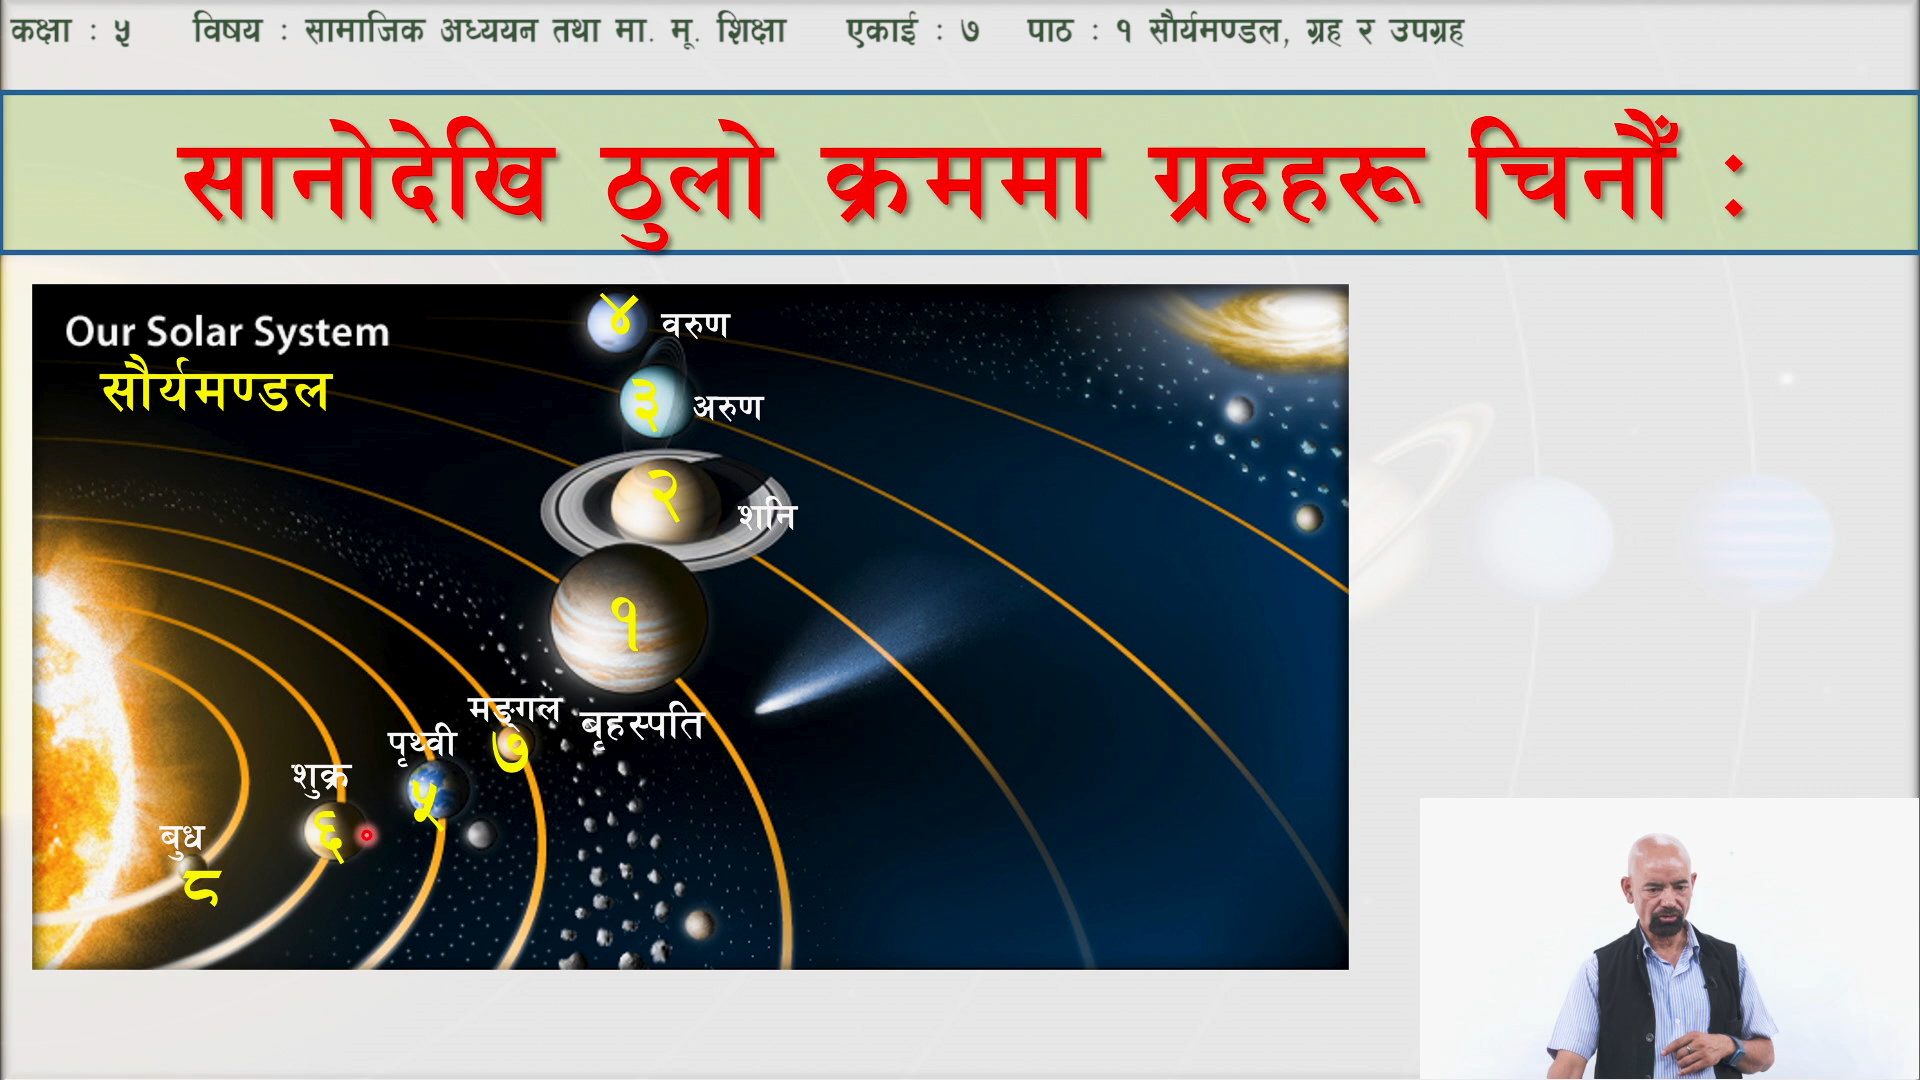 कक्षा : ५ विषय : सामाजिक अध्ययन तथा मा. मू. शिक्षा एकाई : ७ पाठ : १ सौर्यमण्डल, ग्रह र उपग्रह
सानोदेखि ठुलो क्रममा ग्रहहरू चिनौँ :
Our Solar System
सौर्यमण्डल
४ वरुण
३ अरुण
२ शनि
१
बृहस्पति
मङ्गल
७
पृथ्वी
५
शुक्र
६
बुध
८